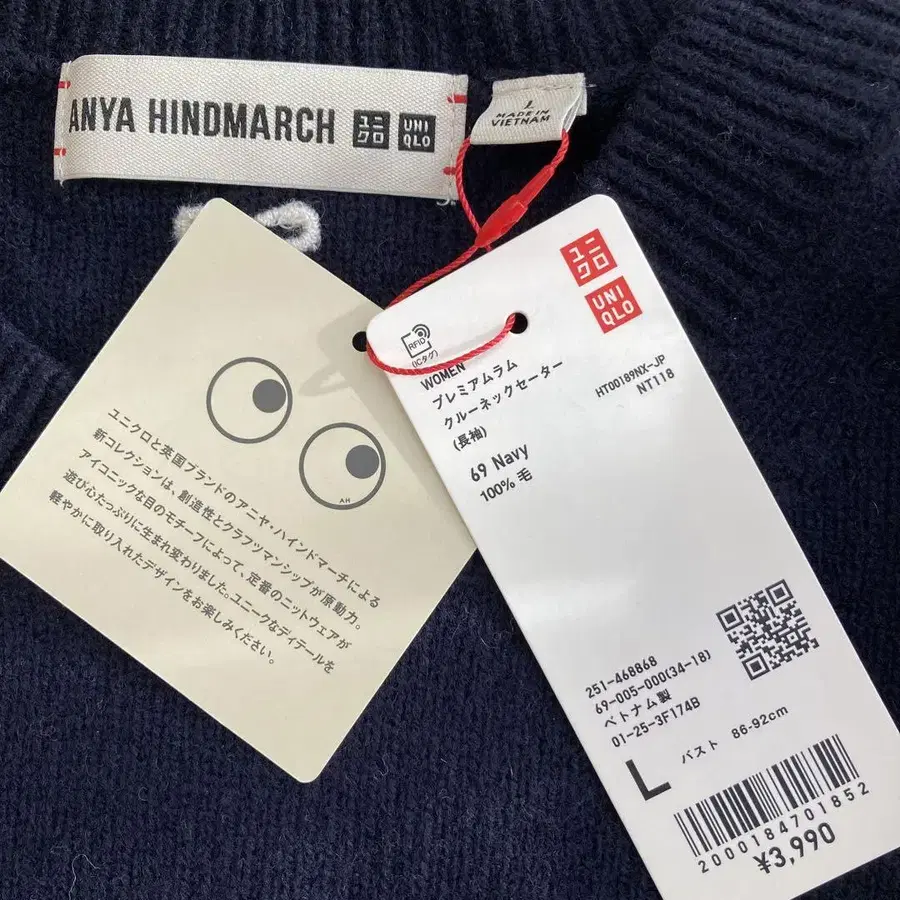 ANYA HINDMARCH ユニクロ UNIQLO
L
MADE IN
VIETNAM
AH
ユニクロと英国ブランドのアニヤ・ハインドマーチによる
新コレクションは、創造性とクラフツマンシップが原動力。
アイコニックな目のモチーフによって、定番のニットウェアが
遊び心たっぷりに生まれ変わりました。ユニークなディテールを
軽やかに取り入れたデザインをお楽しみください。
ユニクロ
UNIQLO
RFID
(ICタグ)
WOMEN
プレミアムラム
クルーネックセーター
(長袖)
HT00189NX-JP
NT118
69 Navy
100% 毛
251-468868
69-005-000(34-18)
ベトナム製
01-25-3F174B
L バスト 86-92cm
2000184701852
¥3,990